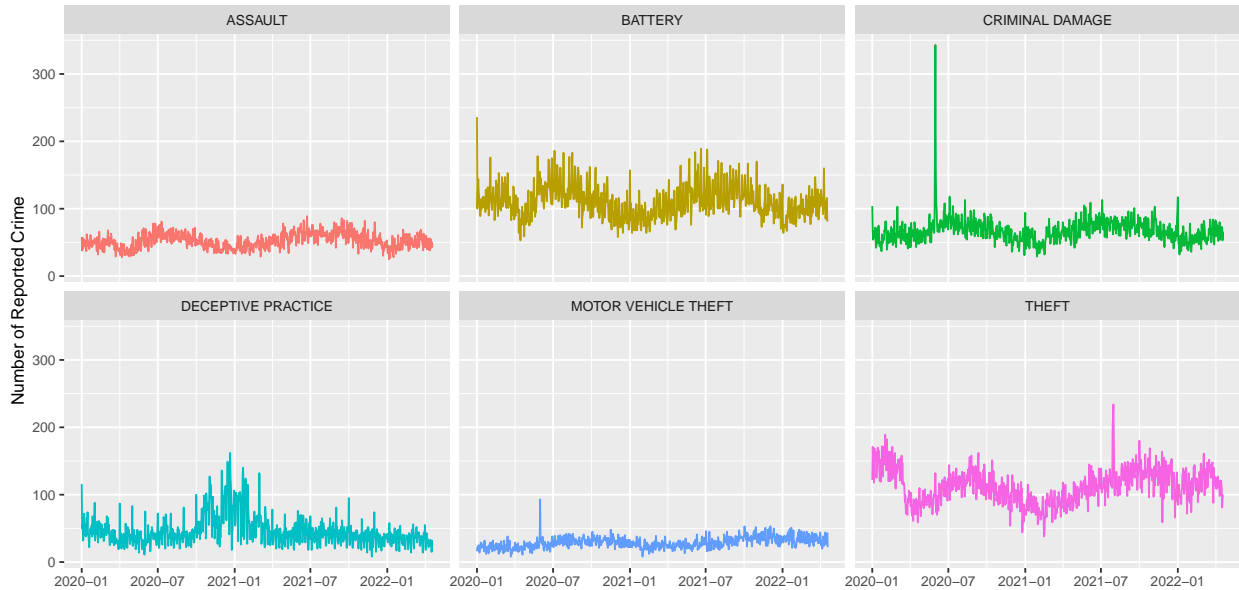 ASSAULT BATTERY CRIMINAL DAMAGE
300
200
100
0
DECEPTIVE PRACTICE MOTOR VEHICLE THEFT THEFT
300
200
100
0
2020−01 2020−07 2021−01 2021−07 2022−01 2020−01 2020−07 2021−01 2021−07 2022−01 2020−01 2020−07 2021−01 2021−07 2022−01
Number of Reported Crime